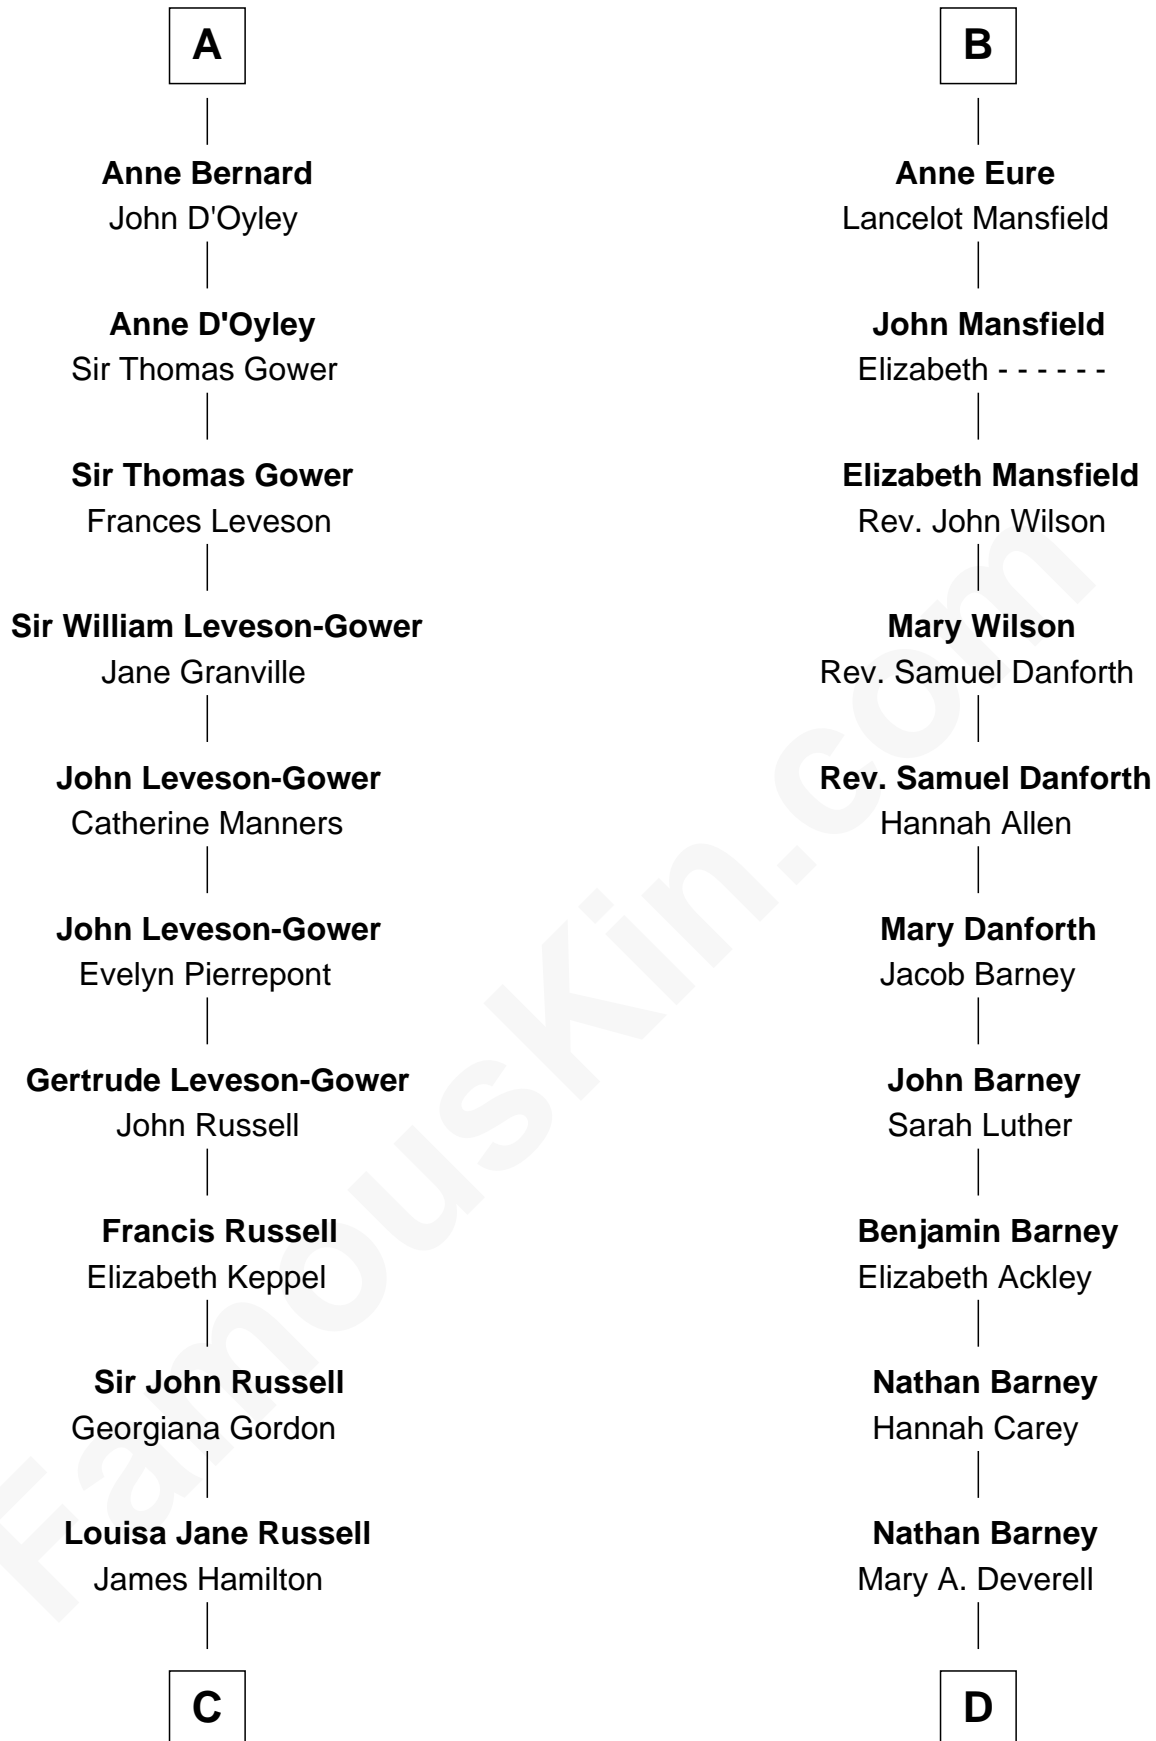 A
Anne Bernard
John D'Oyley
Anne D'Oyley
Sir Thomas Gower
Sir Thomas Gower
Frances Leveson
Sir William Leveson-Gower
Jane Granville
John Leveson-Gower
Catherine Manners
John Leveson-Gower
Evelyn Pierrepont
Gertrude Leveson-Gower
John Russell
Francis Russell
Elizabeth Keppel
Sir John Russell
Georgiana Gordon
Louisa Jane Russell
James Hamilton
C
B
Anne Eure
Lancelot Mansfield
John Mansfield
Elizabeth - - - - - -
Elizabeth Mansfield
Rev. John Wilson
Mary Wilson
Rev. Samuel Danforth
Rev. Samuel Danforth
Hannah Allen
Mary Danforth
Jacob Barney
John Barney
Sarah Luther
Benjamin Barney
Elizabeth Ackley
Nathan Barney
Hannah Carey
Nathan Barney
Mary A. Deverell
D
FamousKin.com